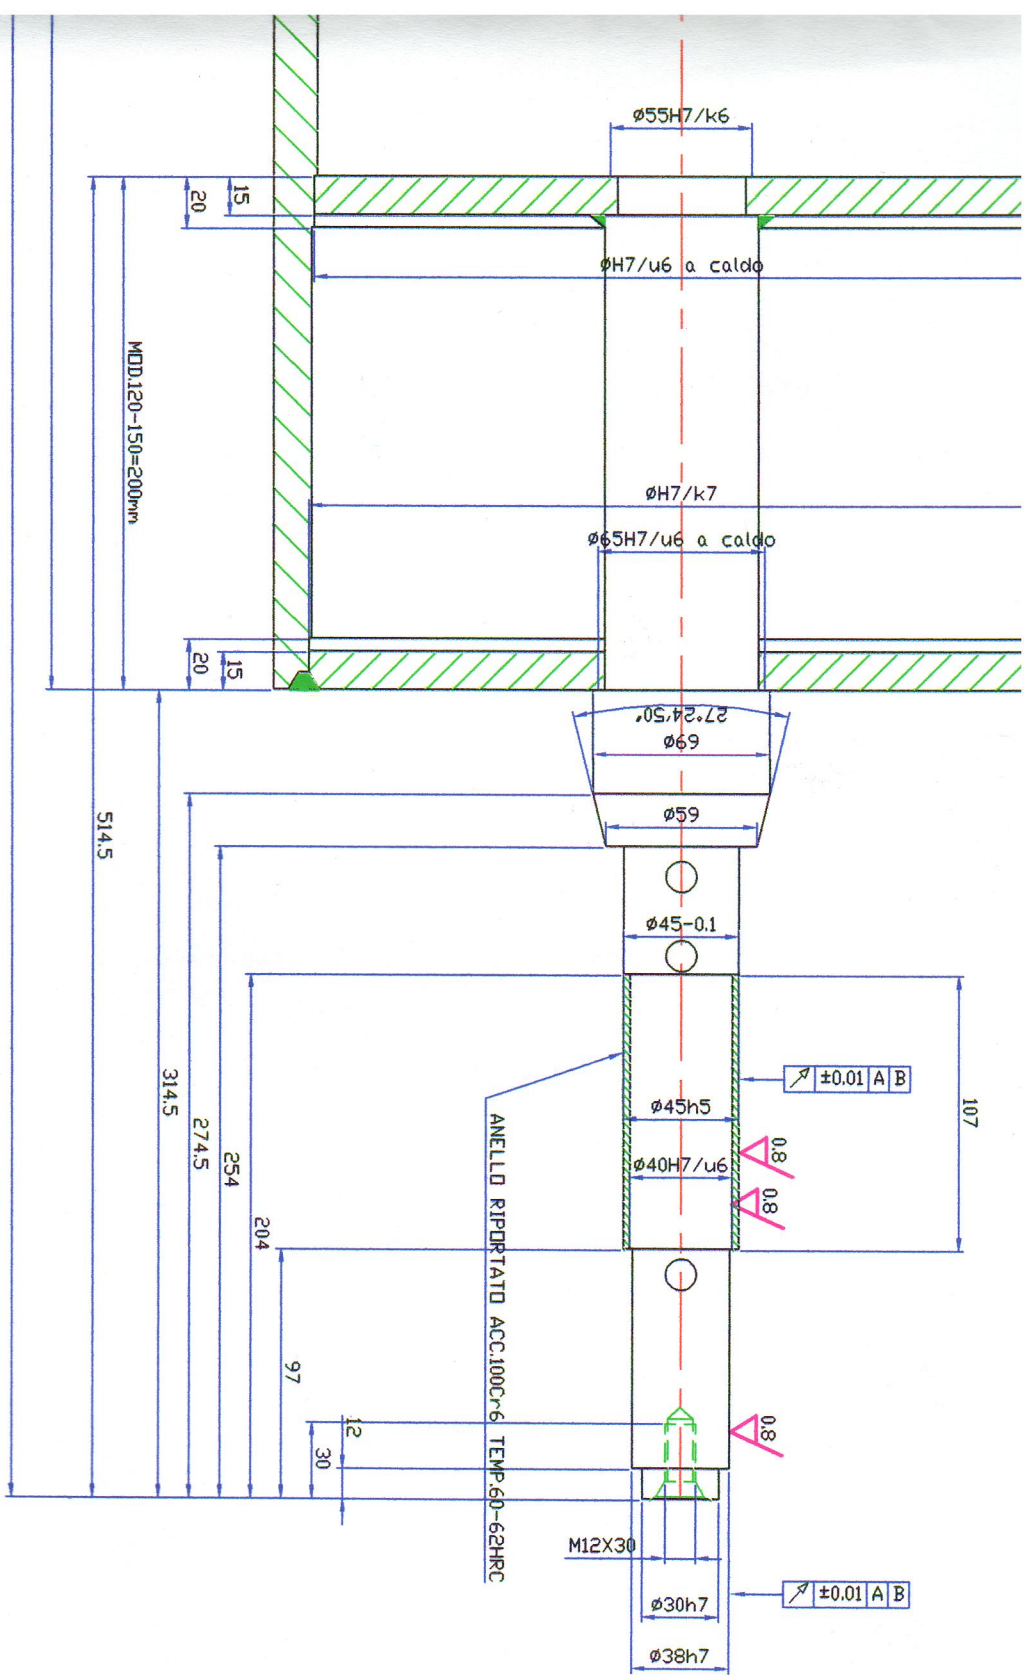 ø55H7/k6
15
20
øH7/u6 a caldo
MOD.120-150=200mm
øH7/k7
ø65H7/u6 a caldo
20
15
27°24'50"
ø69
ø59
514.5
ø45-0.1
314.5
274.5
254
204
107
±0.01 A B
ø45h5
0.8
ø40H7/u6
0.8
ANELLO RIPORTATO ACC.100Cr6 TEMP.60-62HRC
97
12
30
0.8
M12X30
±0.01 A B
ø30h7
ø38h7